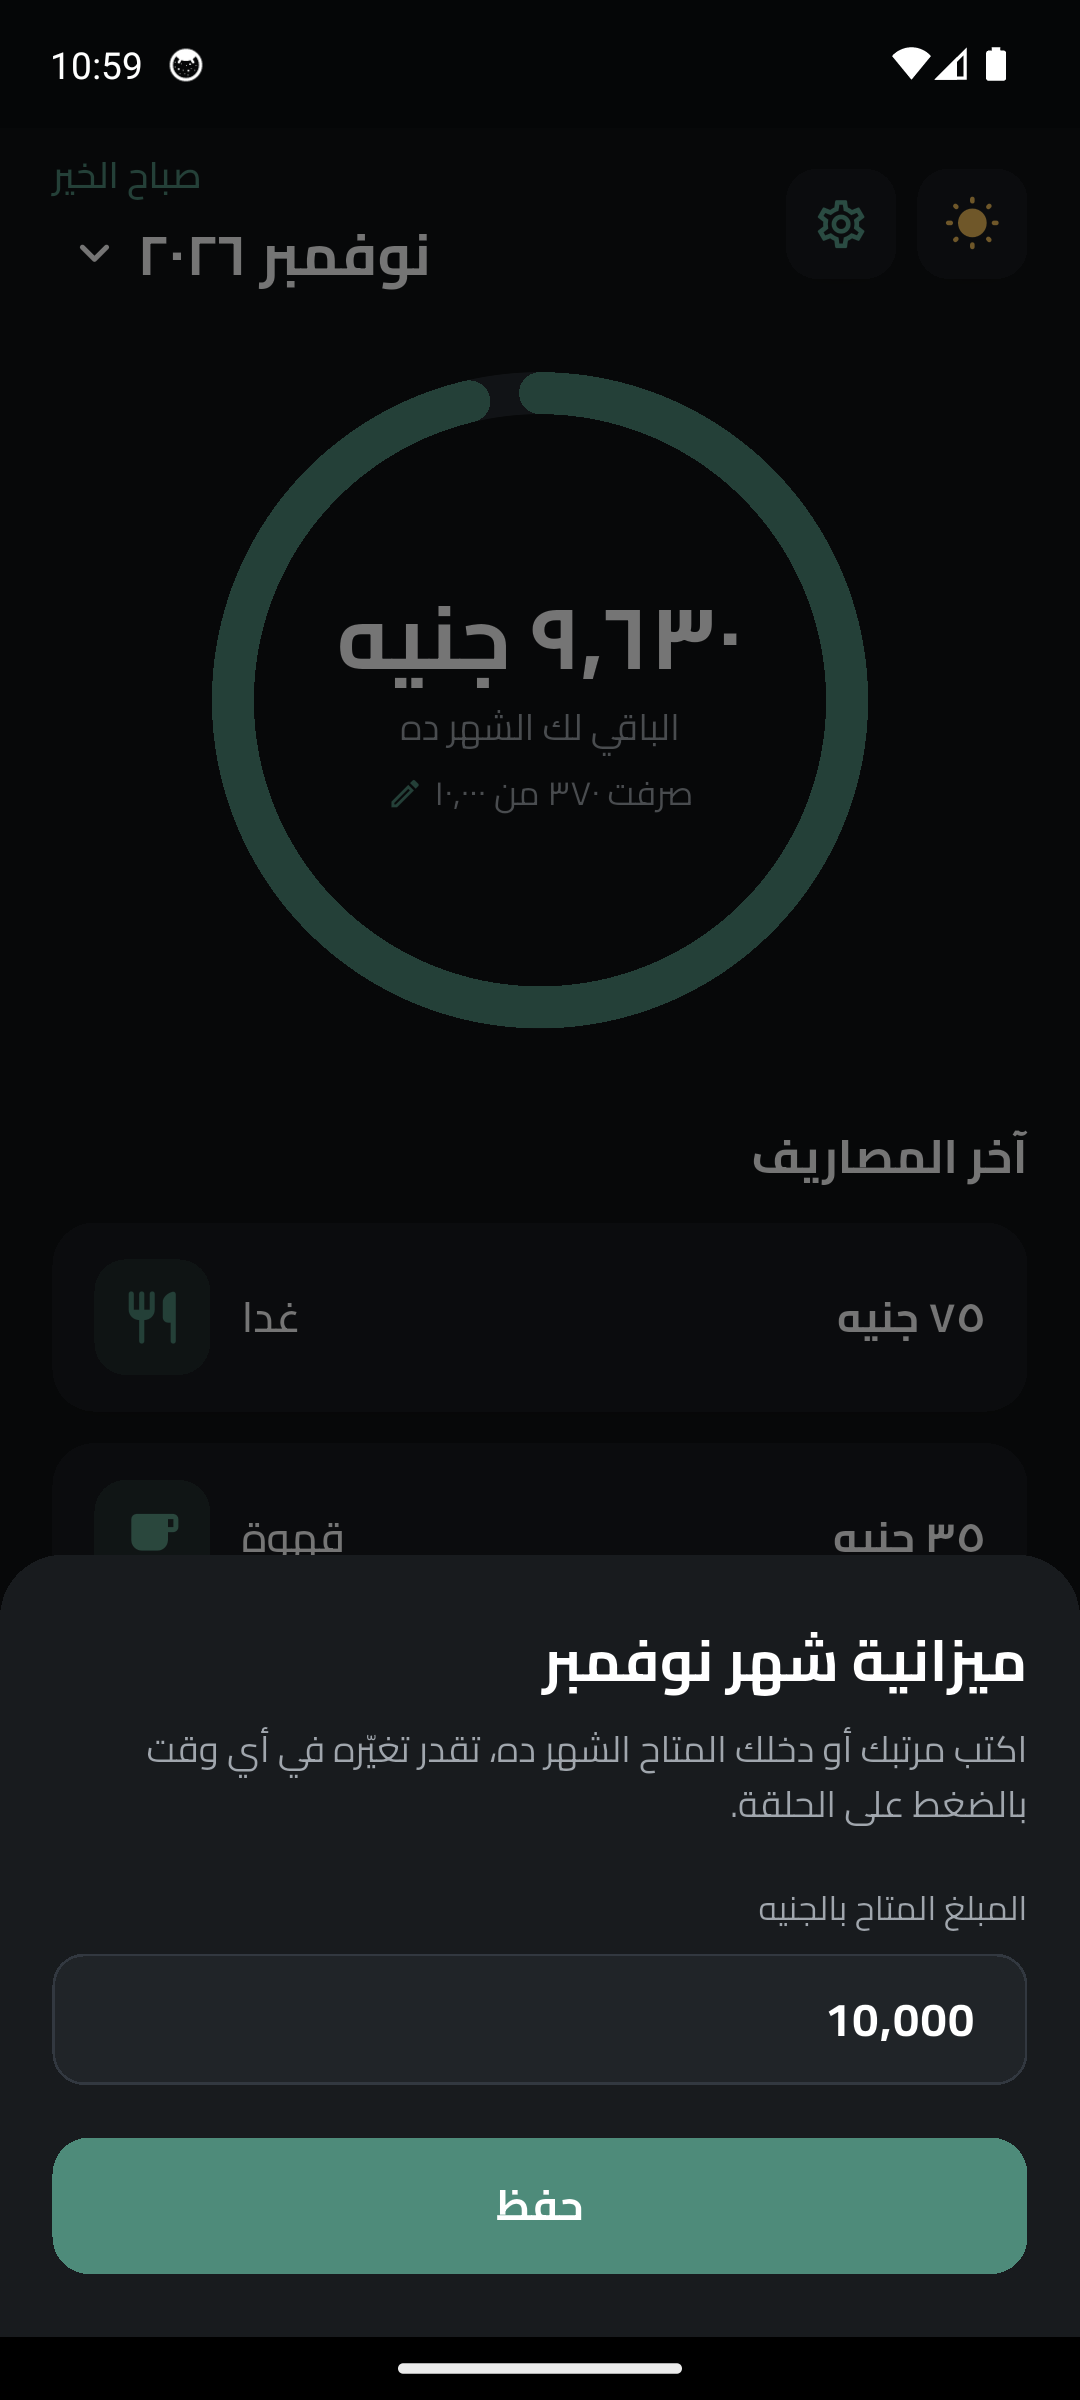 10:59
صباح الخير
نوفمبر ٢٠٢٦
٩,٦٣٠ جنيه
الباقي لك الشهر ده
صرفت ٣٧٠ من ١٠,٠٠٠
آخر المصاريف
غدا
٧٥ جنيه
قهوة
٣٥ جنيه
ميزانية شهر نوفمبر
اكتب مرتبك أو دخلك المتاح الشهر ده، تقدر تغيّره في أي وقت
بالضغط على الحلقة.
المبلغ المتاح بالجنيه
10,000
حفظ